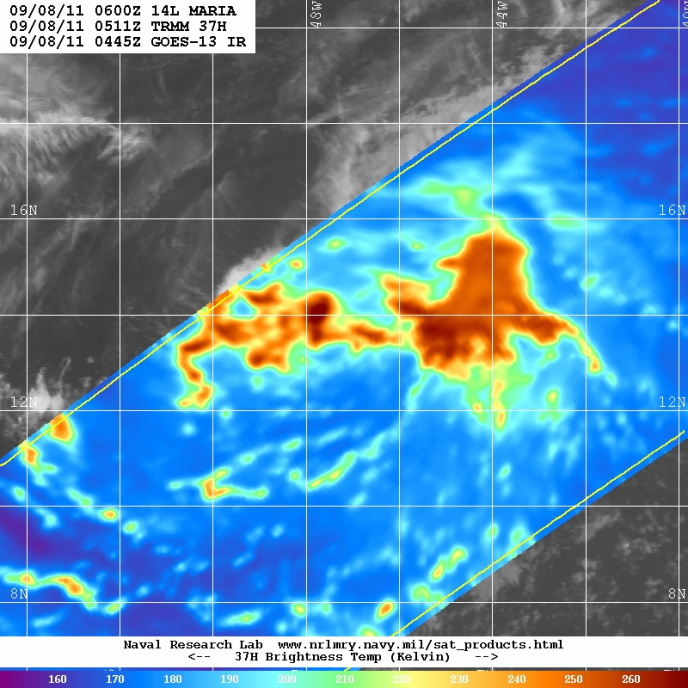 09/08/11 0600Z 14L MARIA
09/08/11 0511Z TRMM 37H
09/08/11 0445Z GOES-13 IR
48W
44W
16N
16N
12N
12N
8N
8N
Naval Research Lab www.nrlmry.navy.mil/sat_products.html
<-- 37H Brightness Temp (Kelvin) -->
160 170 180 190 200 210 220 230 240 250 260